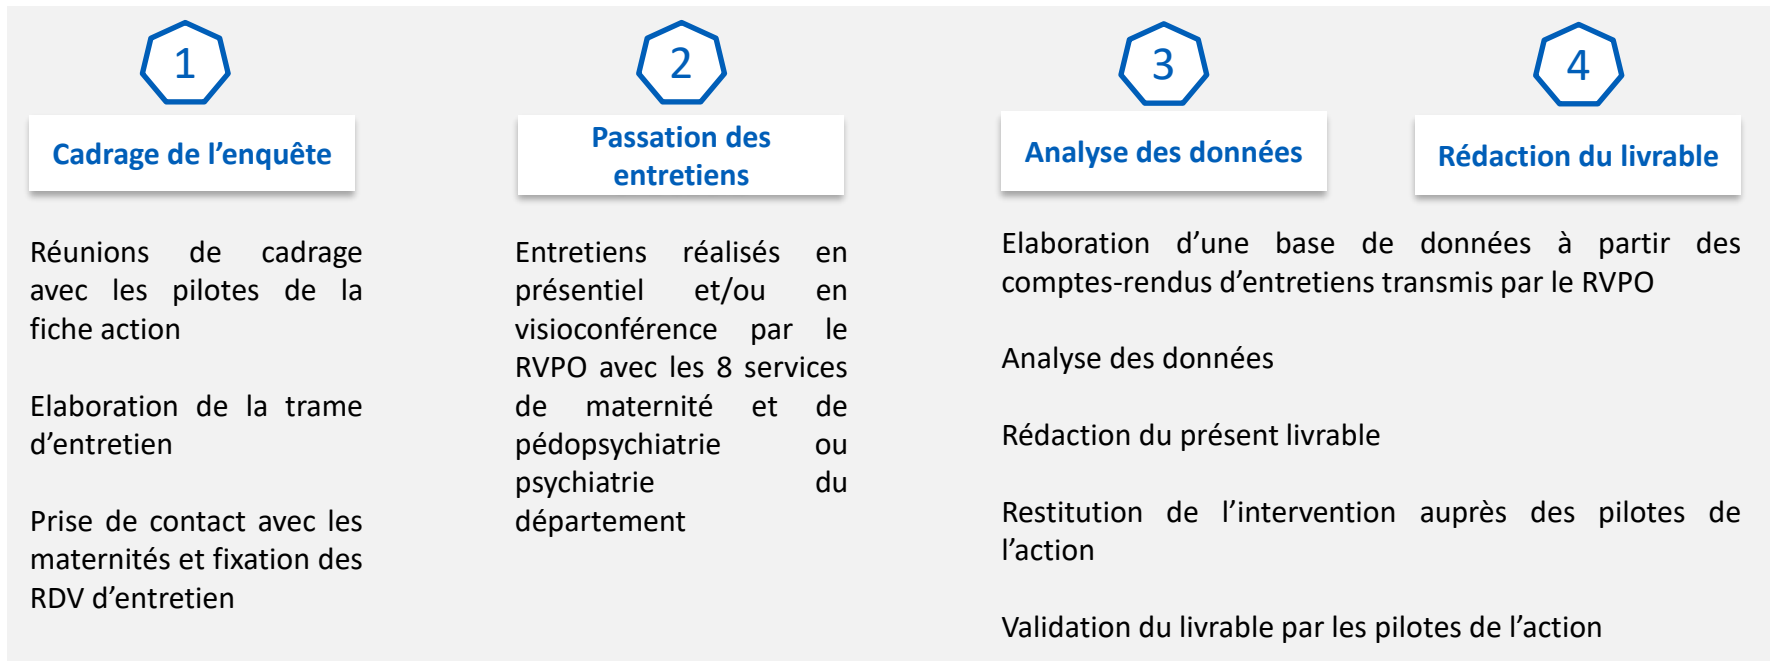 1
Cadrage de l’enquête
Réunions de cadrage
avec les pilotes de la
fiche action
Elaboration de la trame
d’entretien
Prise de contact avec les
maternités et fixation des
RDV d’entretien
2
Passation des
entretiens
Entretiens réalisés en
présentiel et/ou en
visioconférence par le
RVPO avec les 8 services
de maternité et de
pédopsychiatrie ou
psychiatrie du
département
3
Analyse des données
4
Rédaction du livrable
Elaboration d’une base de données à partir des
comptes-rendus d’entretiens transmis par le RVPO
Analyse des données
Rédaction du présent livrable
Restitution de l’intervention auprès des pilotes de
l’action
Validation du livrable par les pilotes de l’action